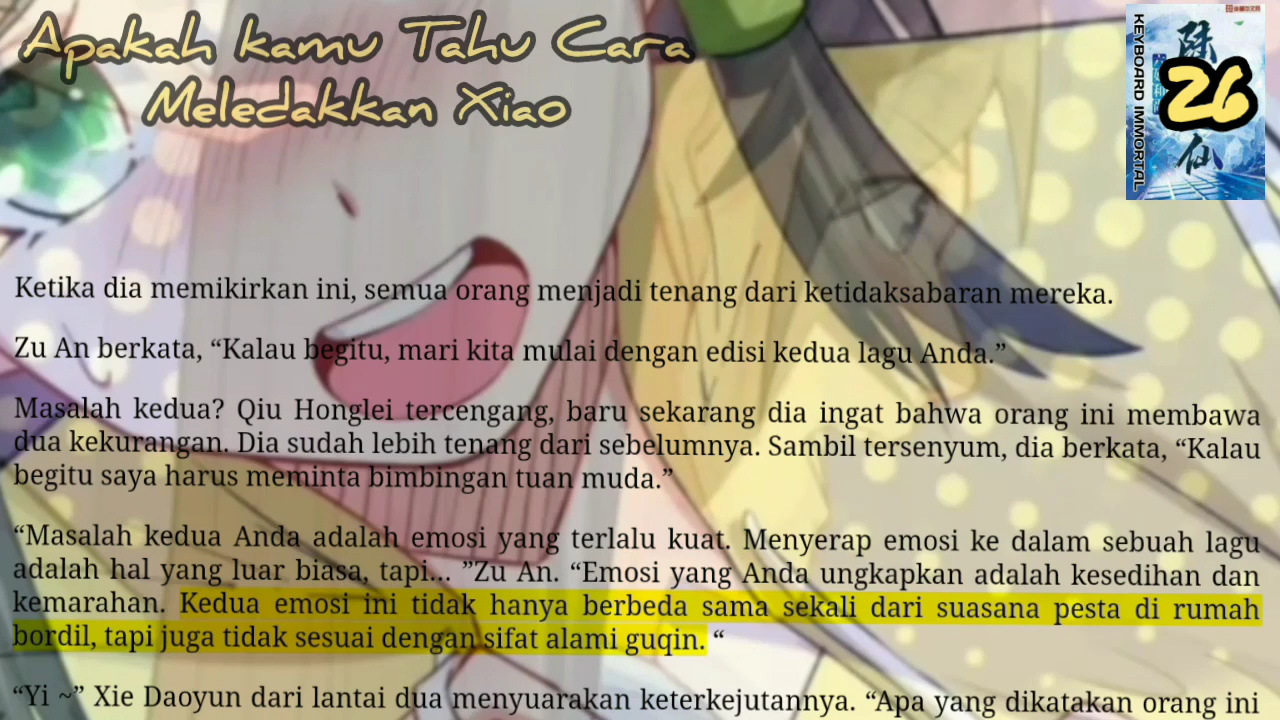 Apakah kamu Tahu Cara
Meledakkan Xiao
KEYBOARD IMMORTAL
26
仙
Ketika dia memikirkan ini, semua orang menjadi tenang dari ketidaksabaran mereka.
Zu An berkata, “Kalau begitu, mari kita mulai dengan edisi kedua lagu Anda.”
Masalah kedua? Qiu Honglei tercengang, baru sekarang dia ingat bahwa orang ini membawa
dua kekurangan. Dia sudah lebih tenang dari sebelumnya. Sambil tersenyum, dia berkata, “Kalau
begitu saya harus meminta bimbingan tuan muda.”
“Masalah kedua Anda adalah emosi yang terlalu kuat. Menyerap emosi ke dalam sebuah lagu
adalah hal yang luar biasa, tapi… ”Zu An. “Emosi yang Anda ungkapkan adalah kesedihan dan
kemarahan. Kedua emosi ini tidak hanya berbeda sama sekali dari suasana pesta di rumah
bordil, tapi juga tidak sesuai dengan sifat alami guqin. “
“Yi ~” Xie Daoyun dari lantai dua menyuarakan keterkejutannya. “Apa yang dikatakan orang ini